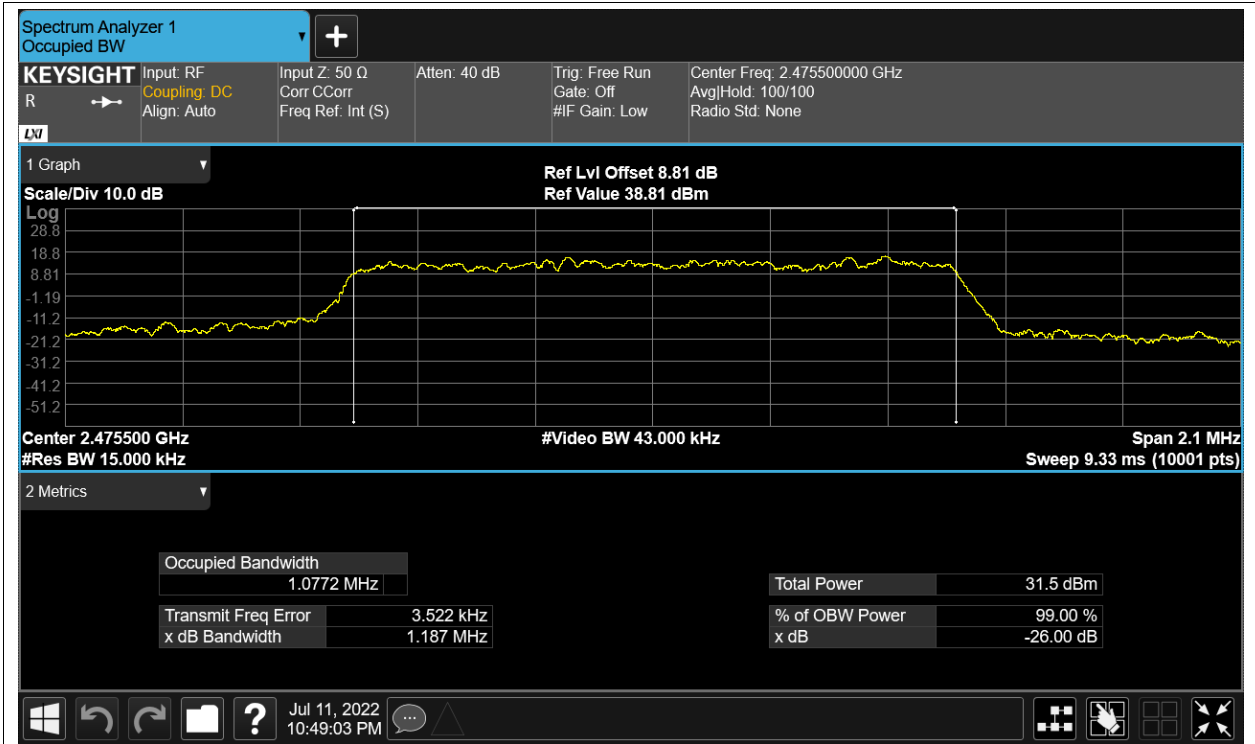 Spectrum Analyzer 1
Occupied BW
KEYSIGHT
R
LXI
Input: RF
Coupling: DC
Align: Auto
Input Z: 50 Ω
Corr CCorr
Freq Ref: Int (S)
Atten: 40 dB
Trig: Free Run
Gate: Off
#IF Gain: Low
Center Freq: 2.475500000 GHz
Avg|Hold: 100/100
Radio Std: None
1 Graph
Scale/Div 10.0 dB
Ref Lvl Offset 8.81 dB
Ref Value 38.81 dBm
Log
28.8
18.8
8.81
-1.19
-11.2
-21.2
-31.2
-41.2
-51.2
Center 2.475500 GHz
#Video BW 43.000 kHz
Span 2.1 MHz
#Res BW 15.000 kHz
Sweep 9.33 ms (10001 pts)
2 Metrics
Occupied Bandwidth
1.0772 MHz
Transmit Freq Error 3.522 kHz
x dB Bandwidth 1.187 MHz
Total Power 31.5 dBm
% of OBW Power 99.00 %
x dB -26.00 dB
?
Jul 11, 2022
10:49:03 PM